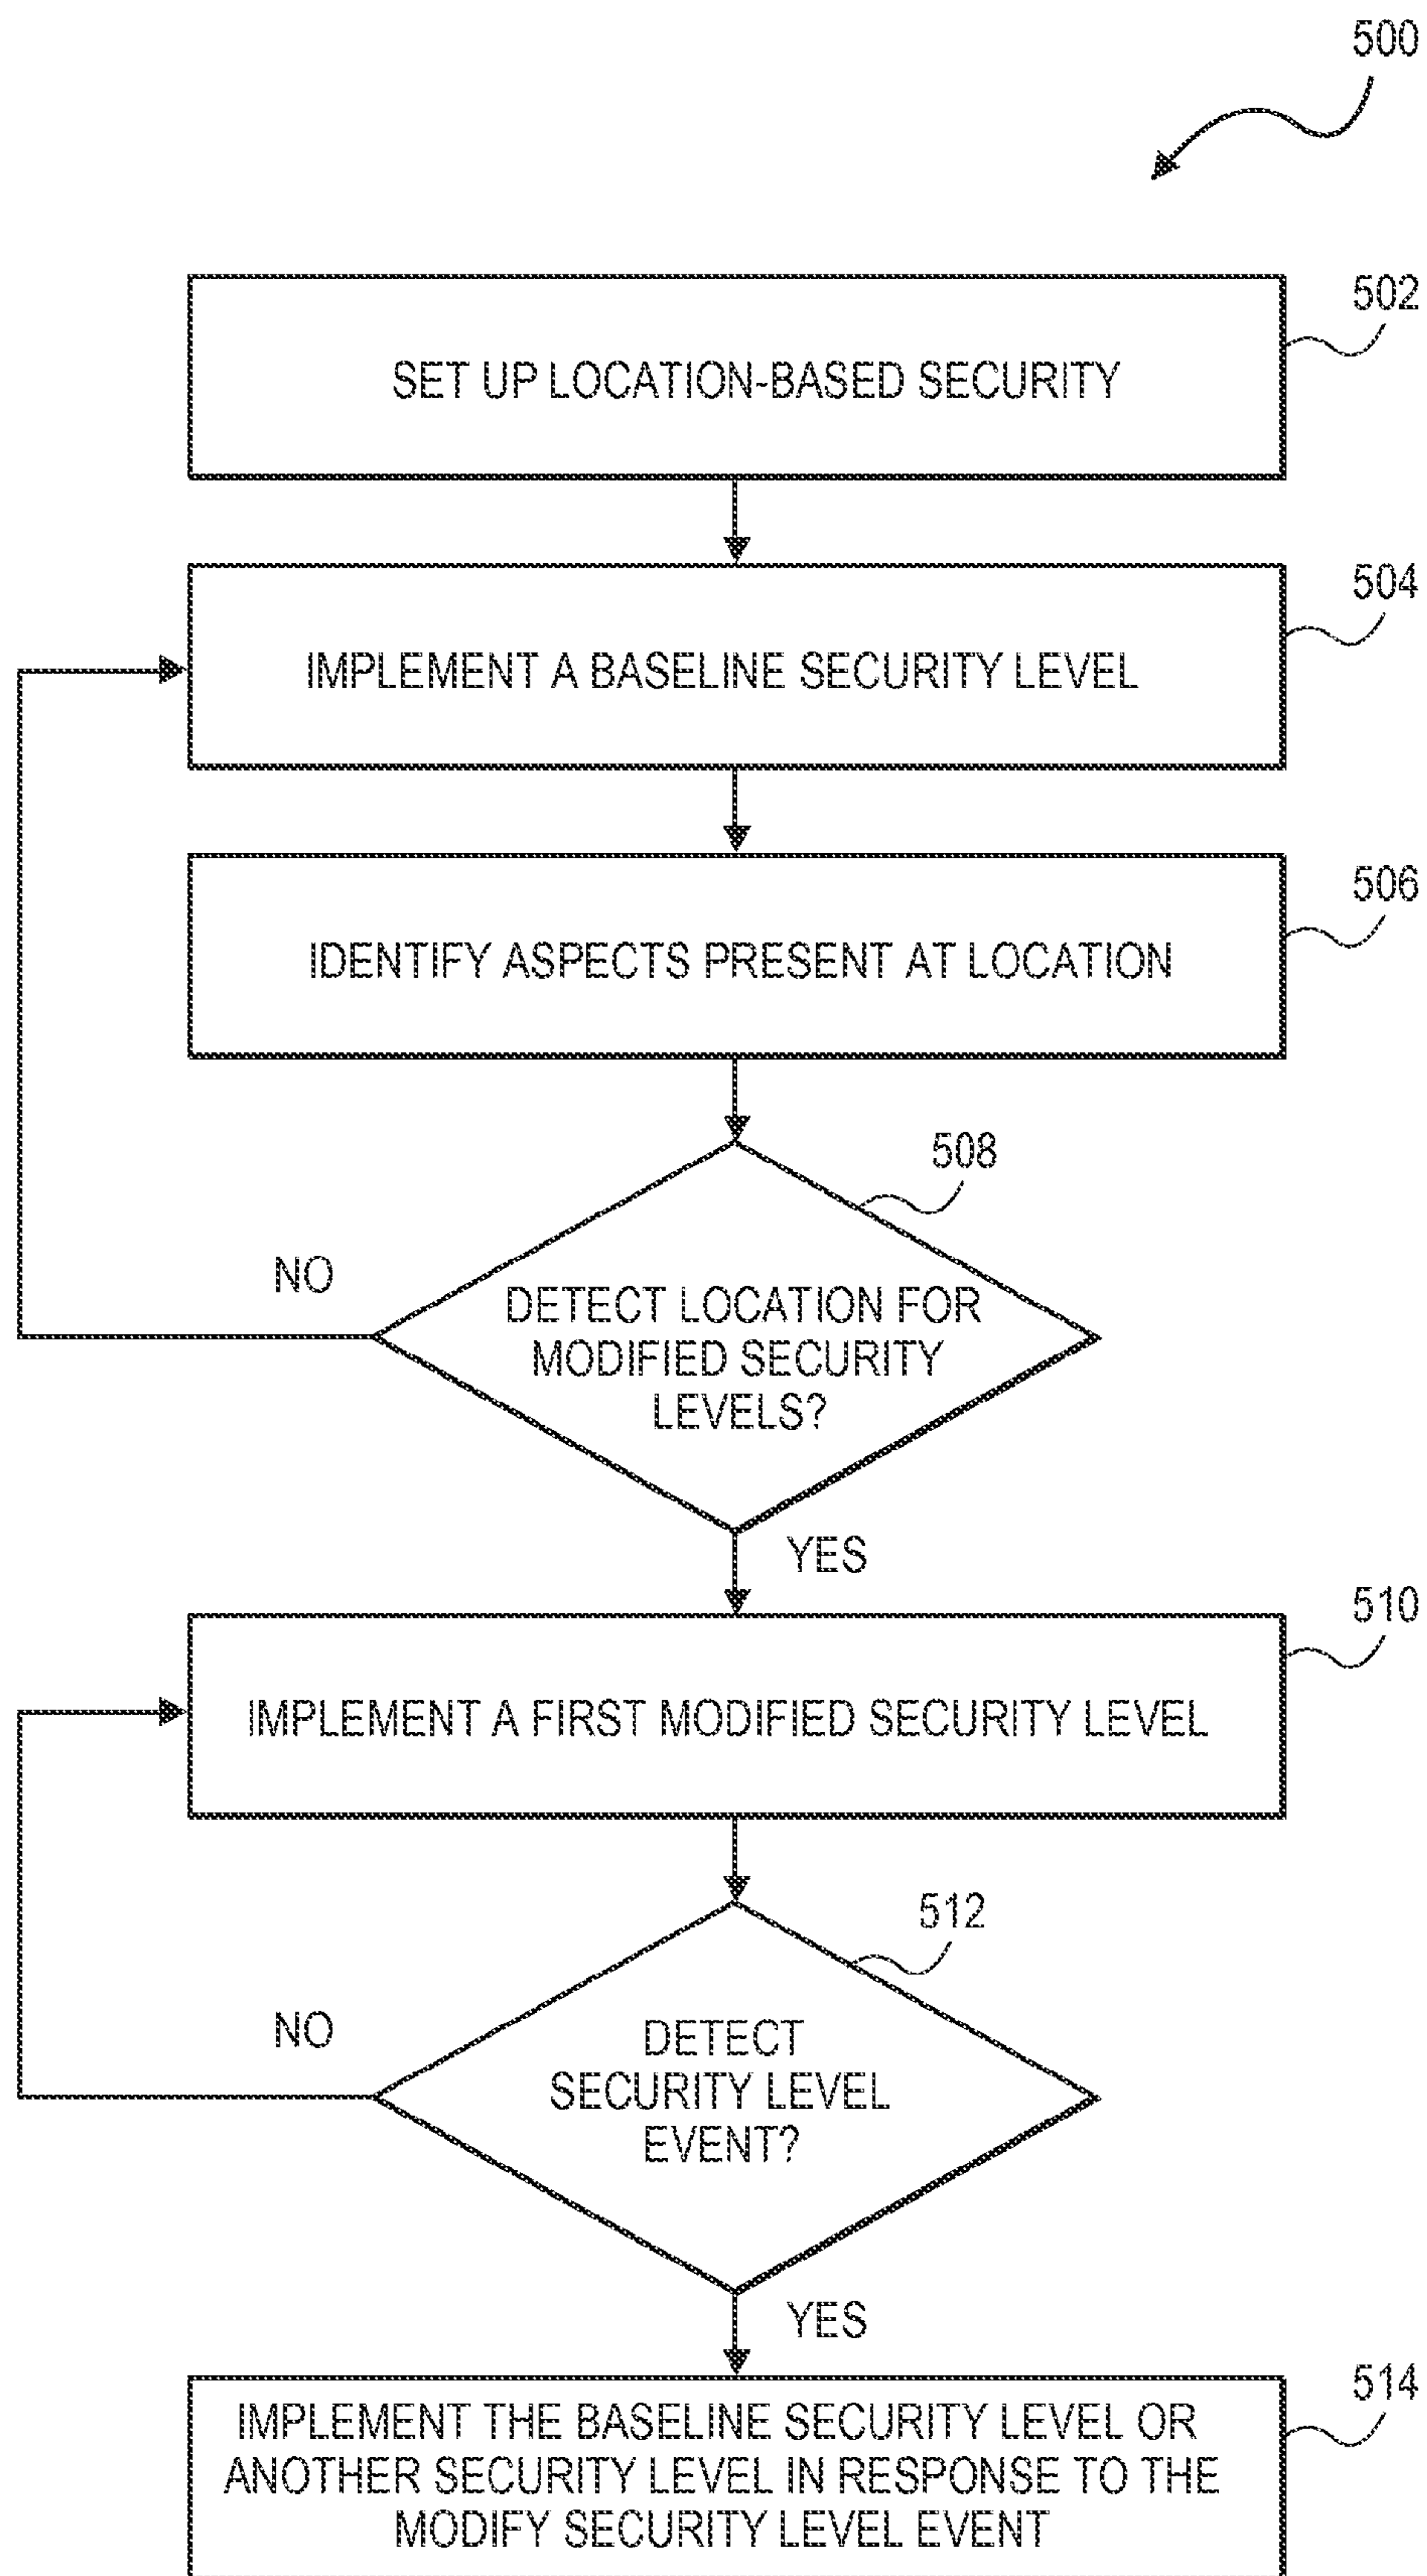 500
502
SET UP LOCATION-BASED SECURITY
504
IMPLEMENT A BASELINE SECURITY LEVEL
506
IDENTIFY ASPECTS PRESENT AT LOCATION
508
NO
DETECT LOCATION FOR
MODIFIED SECURITY
LEVELS?
YES
510
IMPLEMENT A FIRST MODIFIED SECURITY LEVEL
512
NO
DETECT
SECURITY LEVEL
EVENT?
YES
514
IMPLEMENT THE BASELINE SECURITY LEVEL OR
ANOTHER SECURITY LEVEL IN RESPONSE TO THE
MODIFY SECURITY LEVEL EVENT